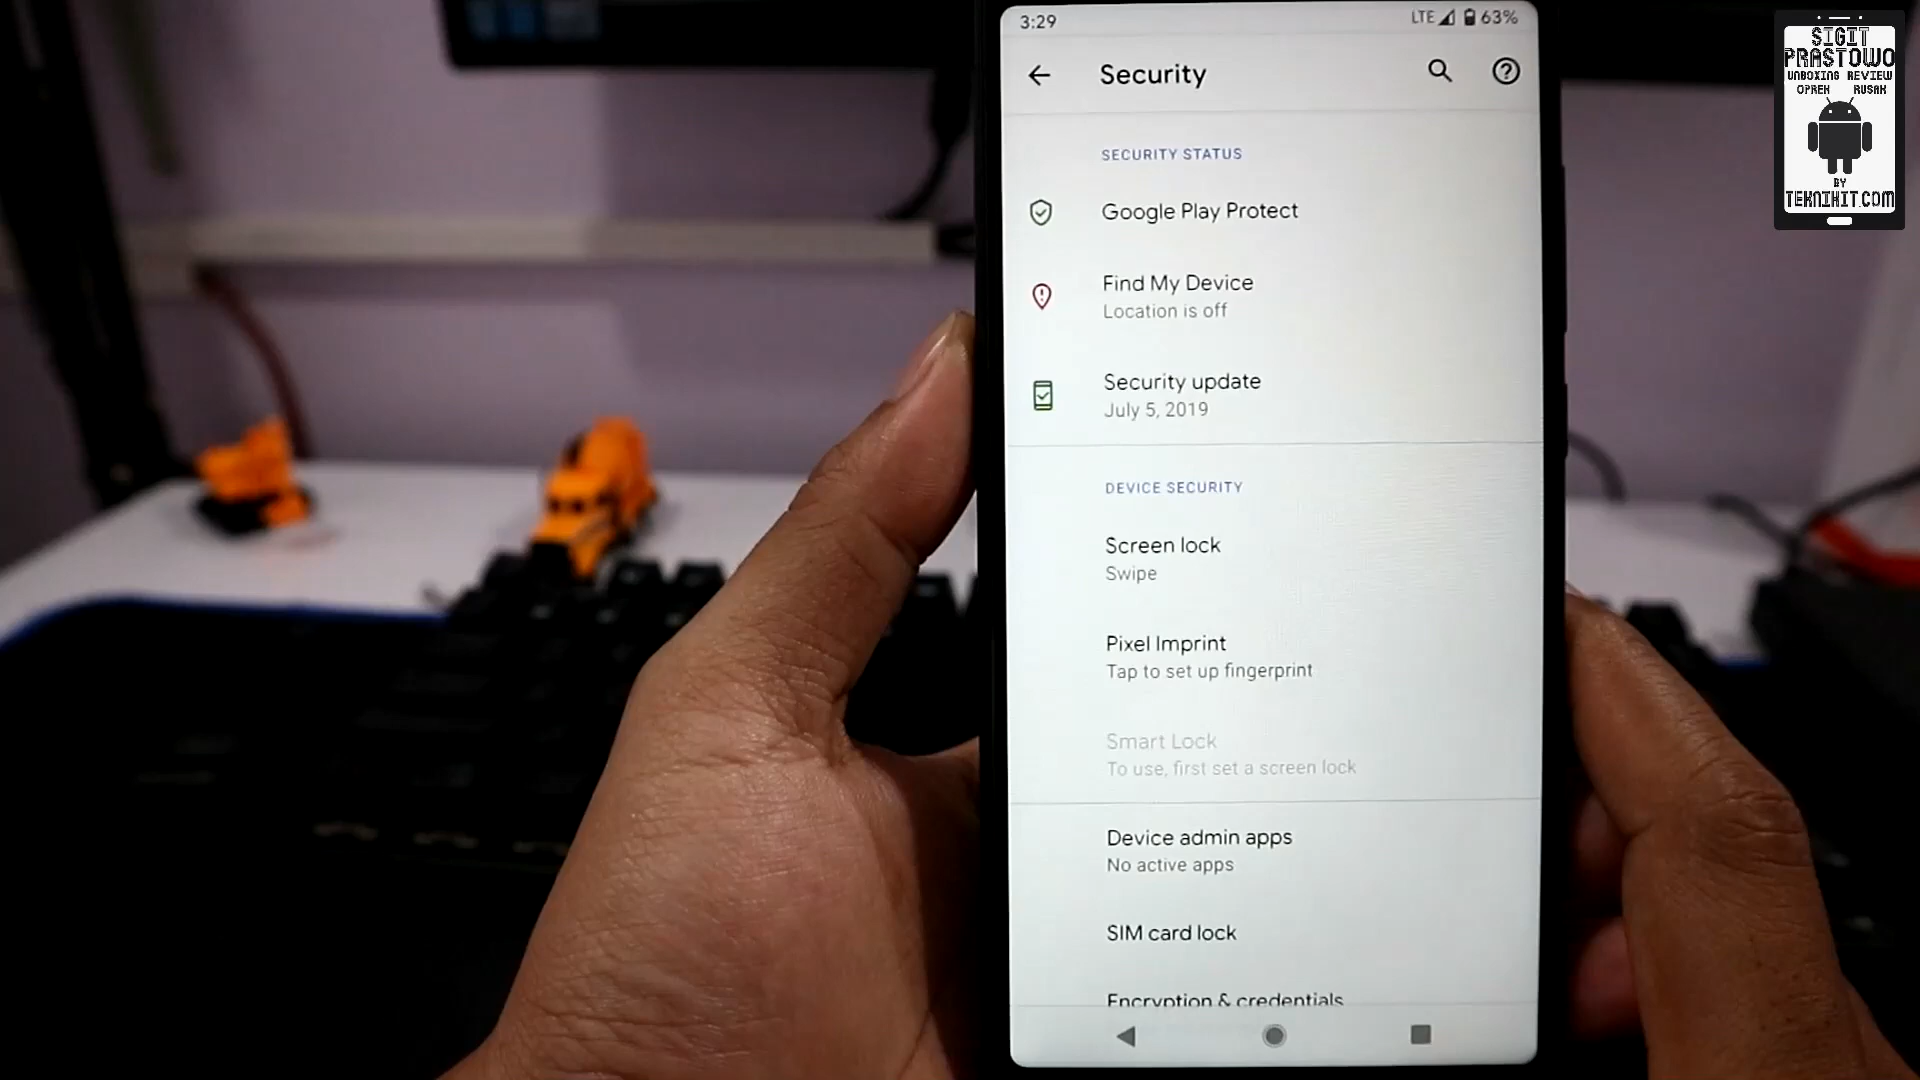 3:29
LTE 63%
Security
SECURITY STATUS
Google Play Protect
Find My Device
Location is off
Security update
July 5, 2019
DEVICE SECURITY
Screen lock
Swipe
Pixel Imprint
Tap to set up fingerprint
Smart Lock
To use, first set a screen lock
Device admin apps
No active apps
SIM card lock
Encryption & credentials
SIGIT
PRASTOWO
UNBOXING REVIEW
OPREK RUSAK
BY
TEKNIKIT.COM